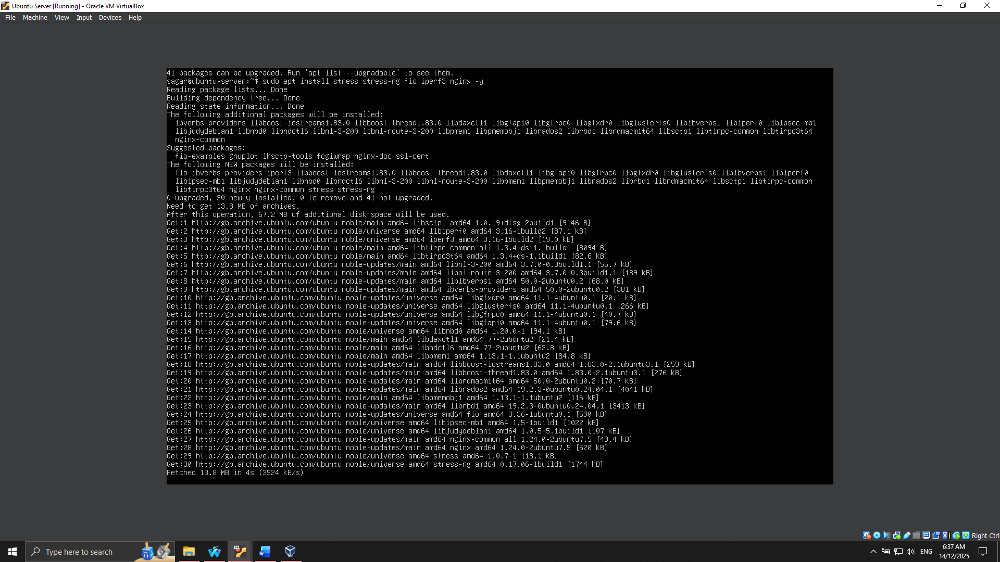 Ubuntu Server [Running] - Oracle VM VirtualBox
File Machine View Input Devices Help
41 packages can be upgraded. Run 'apt list --upgradable' to see them.
sagar@ubuntu-server:~$ sudo apt install stress stress-ng fio iperf3 nginx -y
Reading package lists... Done
Building dependency tree... Done
Reading state information... Done
The following additional packages will be installed:
ibverbs-providers libboost-iostreams1.83.0 libboost-thread1.83.0 libdaxctl1 libgfapi0 libgfrpc0 libgfxdr0 libglusterfs0 libibverbs1 libiperf0 libipsec-mb1
libjudydebian1 libnbd0 libndctl6 libnl-3-200 libnl-route-3-200 libpmem1 libpmemobj1 librados2 librbd1 librdmacm1t64 libsctp1 libtirpc-common libtirpc3t64
nginx-common
Suggested packages:
fio-examples gnuplot lksctp-tools fcgiwrap nginx-doc ssl-cert
The following NEW packages will be installed:
fio ibverbs-providers iperf3 libboost-iostreams1.83.0 libboost-thread1.83.0 libdaxctl1 libgfapi0 libgfrpc0 libgfxdr0 libglusterfs0 libibverbs1 libiperf0
libipsec-mb1 libjudydebian1 libnbd0 libndctl6 libnl-3-200 libnl-route-3-200 libpmem1 libpmemobj1 librados2 librbd1 librdmacm1t64 libsctp1 libtirpc-common
libtirpc3t64 nginx nginx-common stress stress-ng
0 upgraded, 30 newly installed, 0 to remove and 41 not upgraded.
Need to get 13.8 MB of archives.
After this operation, 67.2 MB of additional disk space will be used.
Get:1 http://gb.archive.ubuntu.com/ubuntu noble/main amd64 libsctp1 amd64 1.0.19+dfsg-2build1 [9146 B]
Get:2 http://gb.archive.ubuntu.com/ubuntu noble/universe amd64 libiperf0 amd64 3.16-1build2 [87.1 kB]
Get:3 http://gb.archive.ubuntu.com/ubuntu noble/universe amd64 iperf3 amd64 3.16-1build2 [19.0 kB]
Get:4 http://gb.archive.ubuntu.com/ubuntu noble/main amd64 libtirpc-common all 1.3.4+ds-1.1build1 [8094 B]
Get:5 http://gb.archive.ubuntu.com/ubuntu noble/main amd64 libtirpc3t64 amd64 1.3.4+ds-1.1build1 [82.6 kB]
Get:6 http://gb.archive.ubuntu.com/ubuntu noble-updates/main amd64 libnl-3-200 amd64 3.7.0-0.3build1.1 [55.7 kB]
Get:7 http://gb.archive.ubuntu.com/ubuntu noble-updates/main amd64 libnl-route-3-200 amd64 3.7.0-0.3build1.1 [189 kB]
Get:8 http://gb.archive.ubuntu.com/ubuntu noble-updates/main amd64 libibverbs1 amd64 50.0-2ubuntu0.2 [68.0 kB]
Get:9 http://gb.archive.ubuntu.com/ubuntu noble-updates/main amd64 ibverbs-providers amd64 50.0-2ubuntu0.2 [381 kB]
Get:10 http://gb.archive.ubuntu.com/ubuntu noble-updates/universe amd64 libgfxdr0 amd64 11.1-4ubuntu0.1 [20.1 kB]
Get:11 http://gb.archive.ubuntu.com/ubuntu noble-updates/universe amd64 libglusterfs0 amd64 11.1-4ubuntu0.1 [266 kB]
Get:12 http://gb.archive.ubuntu.com/ubuntu noble-updates/universe amd64 libgfrpc0 amd64 11.1-4ubuntu0.1 [40.7 kB]
Get:13 http://gb.archive.ubuntu.com/ubuntu noble-updates/universe amd64 libgfapi0 amd64 11.1-4ubuntu0.1 [79.6 kB]
Get:14 http://gb.archive.ubuntu.com/ubuntu noble/universe amd64 libnbd0 amd64 1.20.0-1 [94.1 kB]
Get:15 http://gb.archive.ubuntu.com/ubuntu noble/main amd64 libdaxctl1 amd64 77-2ubuntu2 [21.4 kB]
Get:16 http://gb.archive.ubuntu.com/ubuntu noble/main amd64 libndctl6 amd64 77-2ubuntu2 [62.8 kB]
Get:17 http://gb.archive.ubuntu.com/ubuntu noble/main amd64 libpmem1 amd64 1.13.1-1.1ubuntu2 [84.8 kB]
Get:18 http://gb.archive.ubuntu.com/ubuntu noble-updates/main amd64 libboost-iostreams1.83.0 amd64 1.83.0-2.1ubuntu3.1 [259 kB]
Get:19 http://gb.archive.ubuntu.com/ubuntu noble-updates/main amd64 libboost-thread1.83.0 amd64 1.83.0-2.1ubuntu3.1 [276 kB]
Get:20 http://gb.archive.ubuntu.com/ubuntu noble-updates/main amd64 librdmacm1t64 amd64 50.0-2ubuntu0.2 [70.7 kB]
Get:21 http://gb.archive.ubuntu.com/ubuntu noble-updates/main amd64 librados2 amd64 19.2.3-0ubuntu0.24.04.1 [4041 kB]
Get:22 http://gb.archive.ubuntu.com/ubuntu noble/main amd64 libpmemobj1 amd64 1.13.1-1.1ubuntu2 [116 kB]
Get:23 http://gb.archive.ubuntu.com/ubuntu noble-updates/main amd64 librbd1 amd64 19.2.3-0ubuntu0.24.04.1 [3413 kB]
Get:24 http://gb.archive.ubuntu.com/ubuntu noble-updates/universe amd64 fio amd64 3.36-1ubuntu0.1 [590 kB]
Get:25 http://gb.archive.ubuntu.com/ubuntu noble/universe amd64 libipsec-mb1 amd64 1.5-1build1 [1022 kB]
Get:26 http://gb.archive.ubuntu.com/ubuntu noble/universe amd64 libjudydebian1 amd64 1.0.5-5.1build1 [107 kB]
Get:27 http://gb.archive.ubuntu.com/ubuntu noble-updates/main amd64 nginx-common all 1.24.0-2ubuntu7.5 [43.4 kB]
Get:28 http://gb.archive.ubuntu.com/ubuntu noble-updates/main amd64 nginx amd64 1.24.0-2ubuntu7.5 [520 kB]
Get:29 http://gb.archive.ubuntu.com/ubuntu noble/universe amd64 stress amd64 1.0.7-1 [18.1 kB]
Get:30 http://gb.archive.ubuntu.com/ubuntu noble/universe amd64 stress-ng amd64 0.17.06-1build1 [1744 kB]
Fetched 13.8 MB in 4s (3524 kB/s)
Right Ctrl
Type here to search
ENG
6:37 AM
14/12/2025